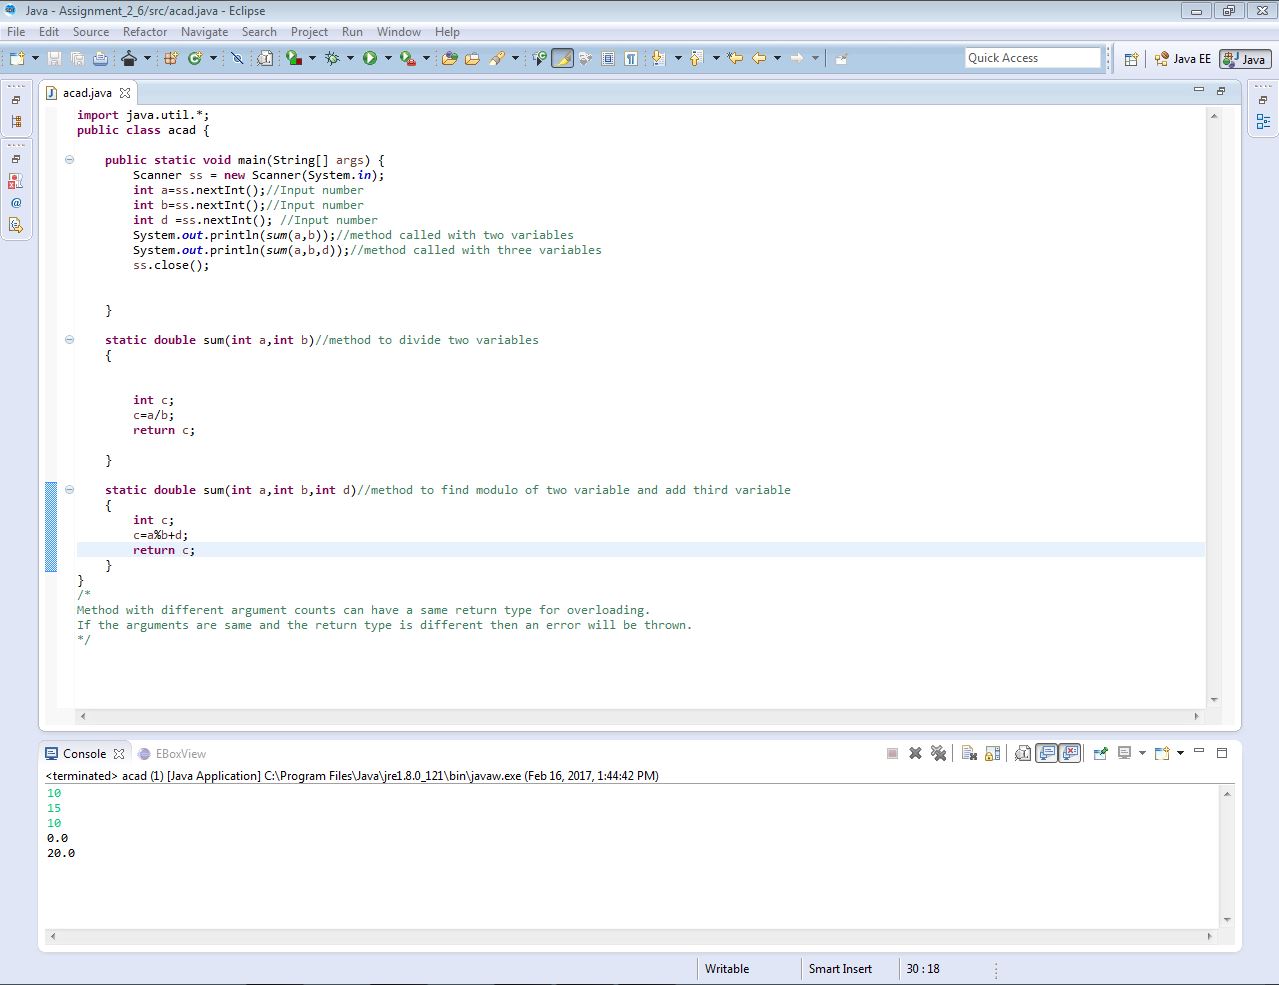 Java - Assignment_2_6/src/acad.java - Eclipse
File Edit Source Refactor Navigate Search Project Run Window Help
Quick Access
Java EE
Java
acad.java
import java.util.*;
public class acad {
public static void main(String[] args) {
Scanner ss = new Scanner(System.in);
int a=ss.nextInt();//Input number
int b=ss.nextInt();//Input number
int d =ss.nextInt(); //Input number
System.out.println(sum(a,b));//method called with two variables
System.out.println(sum(a,b,d));//method called with three variables
ss.close();
}
static double sum(int a,int b)//method to divide two variables
{
int c;
c=a/b;
return c;
}
static double sum(int a,int b,int d)//method to find modulo of two variable and add third variable
{
int c;
c=a%b+d;
return c;
}
}
/*
Method with different argument counts can have a same return type for overloading.
If the arguments are same and the return type is different then an error will be thrown.
*/
Console EBoxView
<terminated> acad (1) [Java Application] C:\Program Files\Java\jre1.8.0_121\bin\javaw.exe (Feb 16, 2017, 1:44:42 PM)
10
15
10
0.0
20.0
Writable Smart Insert 30 : 18